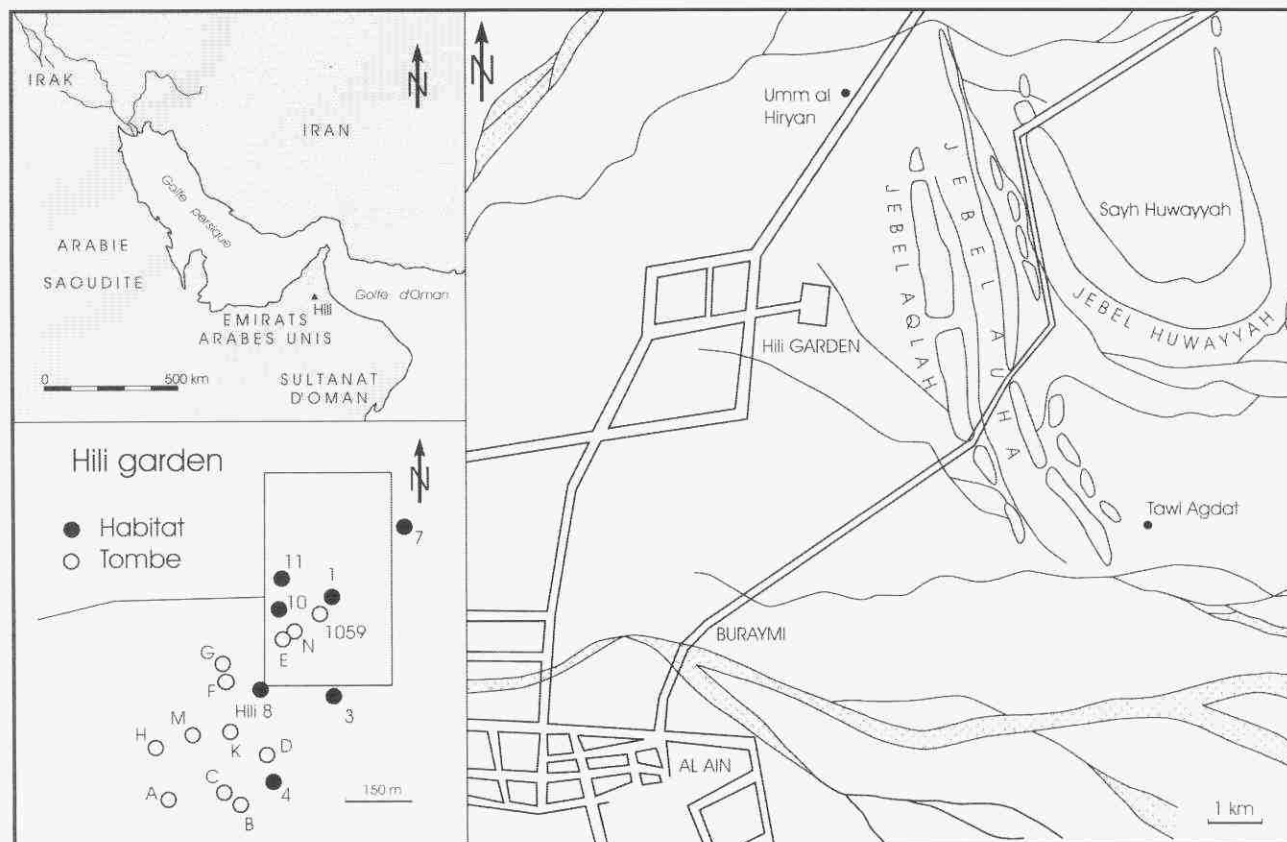 N
IRAK
IRAN
Golfe persique
ARABIE
SAOUDITE
Golfe d'Oman
Hili
EMIRATS
ARABES UNIS
0
500 km
SULTANAT
D'OMAN
Hili garden
N
Habitat
Tombe
7
11
1
10
1059
N
E
G
F
Hili 8
3
M
H
K
D
C
A
4
B
150 m
N
Umm al
Hiryan
JEBEL AQLAH
JEBEL AUHA
Sayh Huwayyah
JEBEL HUWAYYAH
Hili GARDEN
Tawi Agdat
BURAYMI
AL AIN
1 km